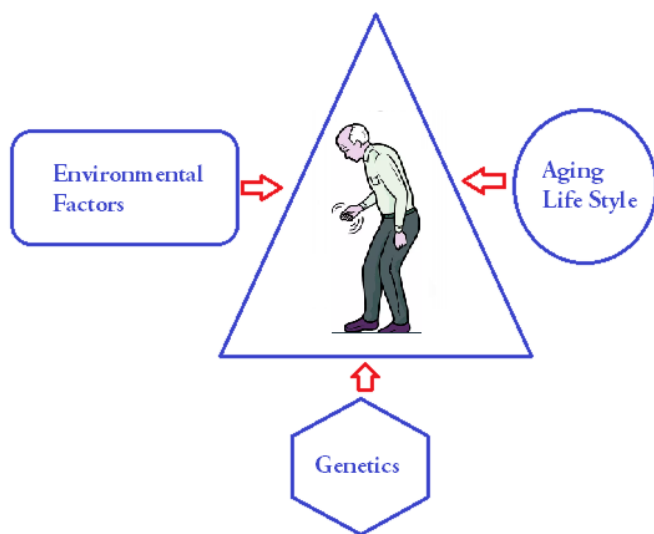 Environmental
Factors
Aging
Life Style
Genetics